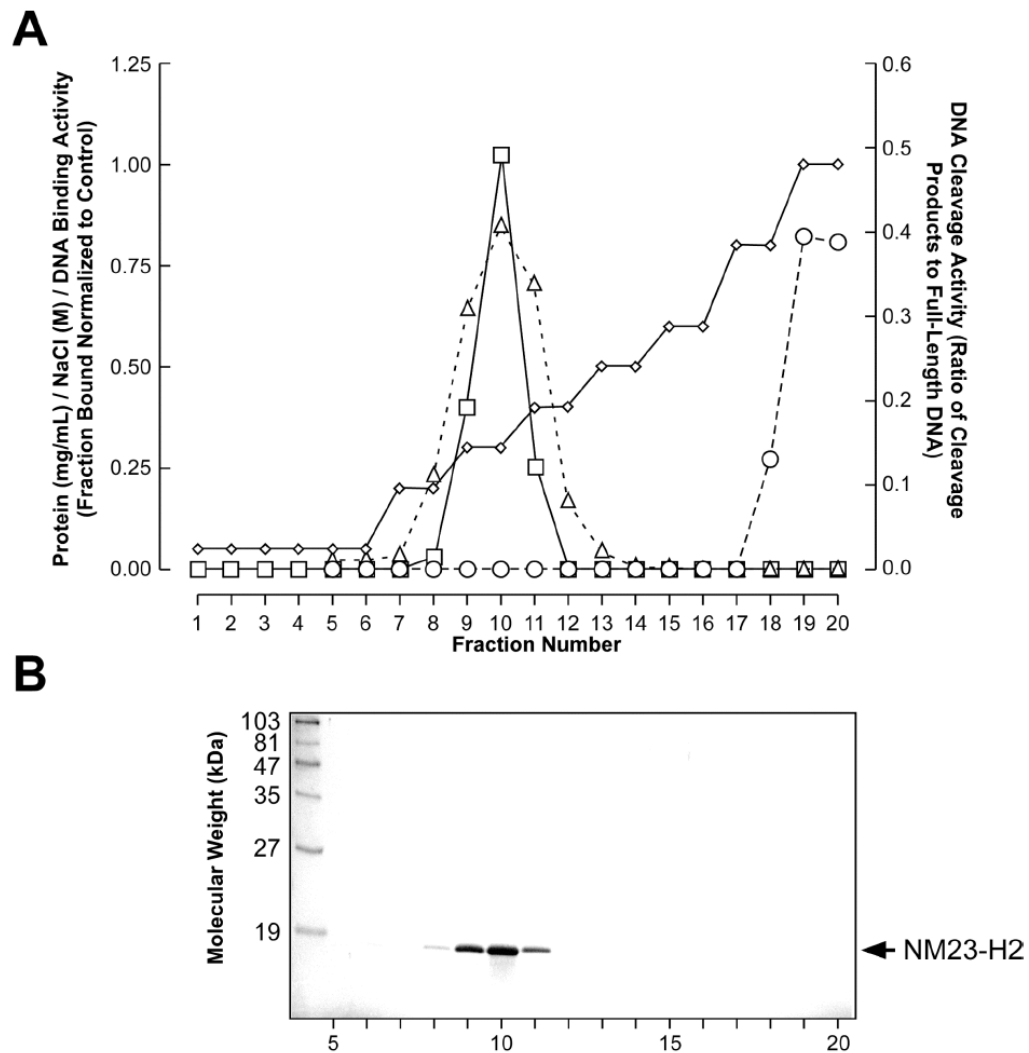 A
Protein (mg/mL) / NaCl (M) / DNA Binding Activity
(Fraction Bound Normalized to Control)
1.25
1.00
0.75
0.50
0.25
0.00
0.6
0.5
0.4
0.3
0.2
0.1
0.0
DNA Cleavage Activity (Ratio of Cleavage
Products to Full-Length DNA)
1 2 3 4 5 6 7 8 9 10 11 12 13 14 15 16 17 18 19 20
Fraction Number
B
Molecular Weight (kDa)
103
81
47
35
27
19
NM23-H2
5 10 15 20